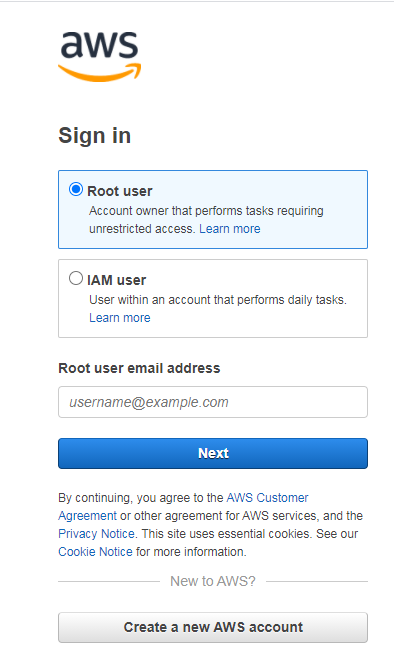 aws
Sign in
Root user
Account owner that performs tasks requiring
unrestricted access. Learn more
IAM user
User within an account that performs daily tasks.
Learn more
Root user email address
username@example.com
Next
By continuing, you agree to the AWS Customer
Agreement or other agreement for AWS services, and the
Privacy Notice. This site uses essential cookies. See our
Cookie Notice for more information.
New to AWS?
Create a new AWS account